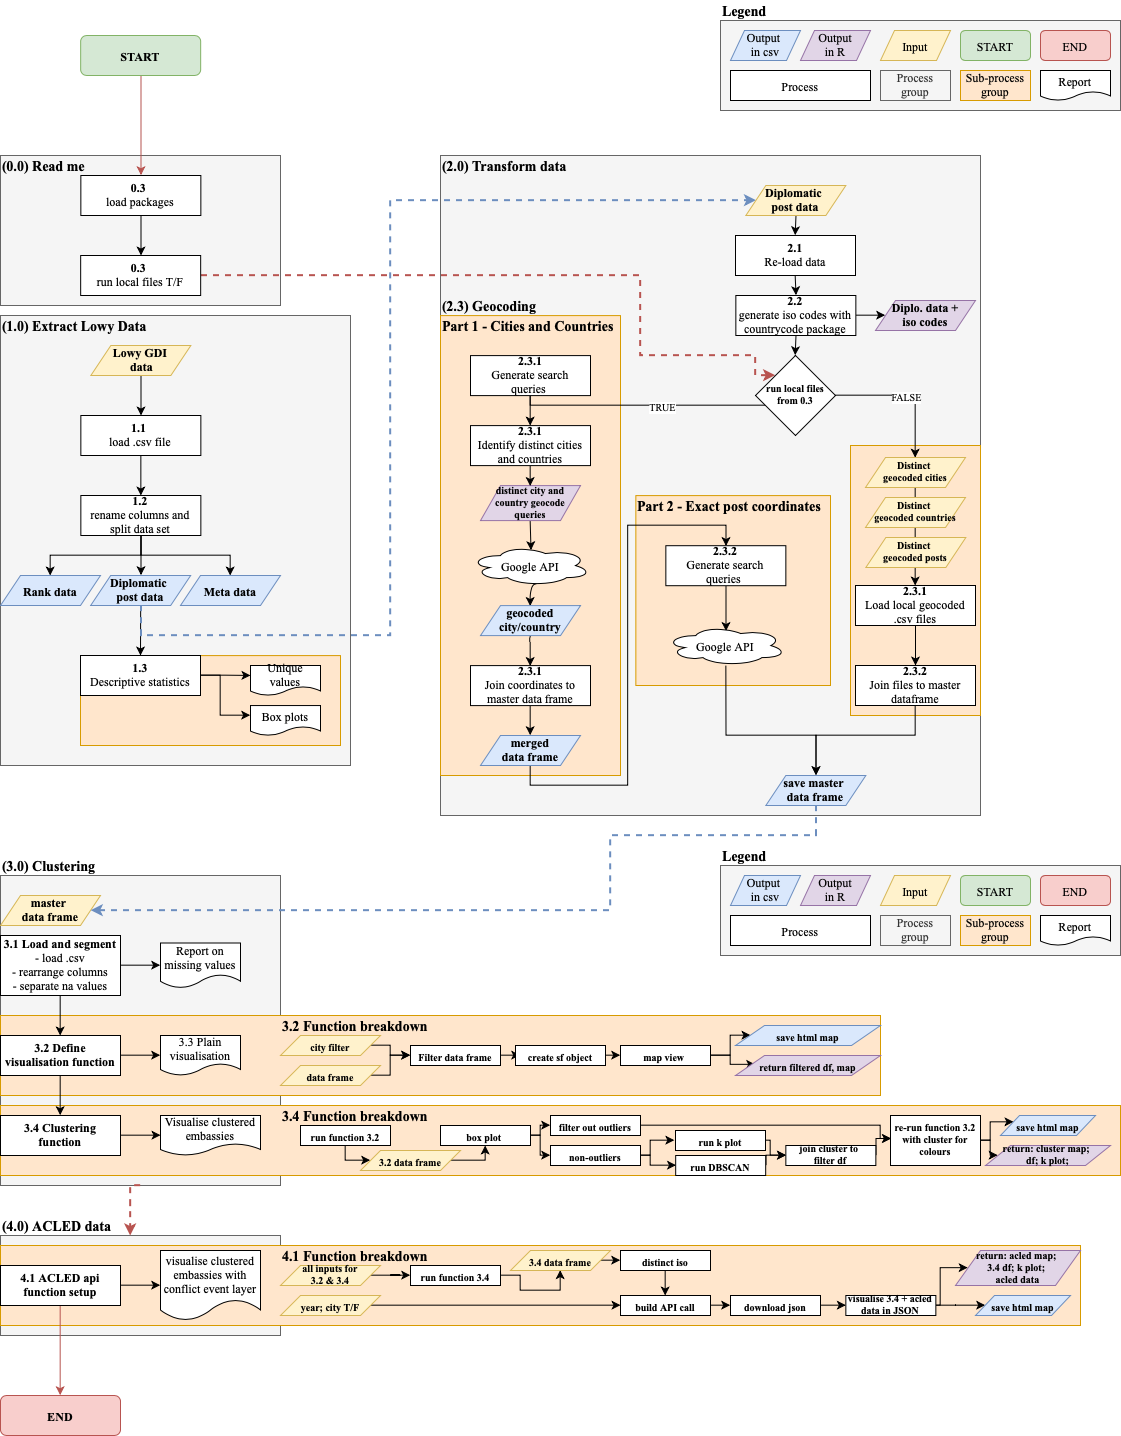 Legend
Output
in csv
Output
in R
Input
START
END
Process
Process
group
Sub-process
group
Report
START
(0.0) Read me
0.3
load packages
0.3
run local files T/F
(1.0) Extract Lowy Data
Lowy GDI
data
1.1
load .csv file
1.2
rename columns and
split data set
Rank data
Diplomatic
post data
Meta data
1.3
Descriptive statistics
Unique
values
Box plots
(2.0) Transform data
Diplomatic
post data
2.1
Re-load data
2.2
generate iso codes with
countrycode package
Diplo. data +
iso codes
run local files
from 0.3
TRUE
FALSE
(2.3) Geocoding
Part 1 - Cities and Countries
2.3.1
Generate search
queries
2.3.1
Identify distinct cities
and countries
distinct city and
country geocode
queries
Google API
geocoded
city/country
2.3.1
Join coordinates to
master data frame
merged
data frame
Part 2 - Exact post coordinates
2.3.2
Generate search
queries
Google API
Distinct
geocoded cities
Distinct
geocoded countries
Distinct
geocoded posts
2.3.1
Load local geocoded
.csv files
2.3.2
Join files to master
dataframe
save master
data frame
Legend
Output
in csv
Output
in R
Input
START
END
Process
Process
group
Sub-process
group
Report
(3.0) Clustering
master
data frame
3.1 Load and segment
- load .csv
- rearrange columns
- separate na values
Report on
missing values
3.2 Define
visualisation function
3.3 Plain
visualisation
3.2 Function breakdown
city filter
data frame
Filter data frame
create sf object
map view
save html map
return filtered df, map
3.4 Clustering
function
Visualise clustered
embassies
3.4 Function breakdown
run function 3.2
3.2 data frame
box plot
filter out outliers
non-outliers
run k plot
run DBSCAN
join cluster to
filter df
re-run function 3.2
with cluster for
colours
save html map
return: cluster map;
df; k plot;
(4.0) ACLED data
4.1 ACLED api
function setup
visualise clustered
embassies with
conflict event layer
4.1 Function breakdown
all inputs for
3.2 & 3.4
year; city T/F
run function 3.4
3.4 data frame
distinct iso
build API call
download json
visualise 3.4 + acled
data in JSON
return: acled map;
3.4 df; k plot;
acled data
save html map
END